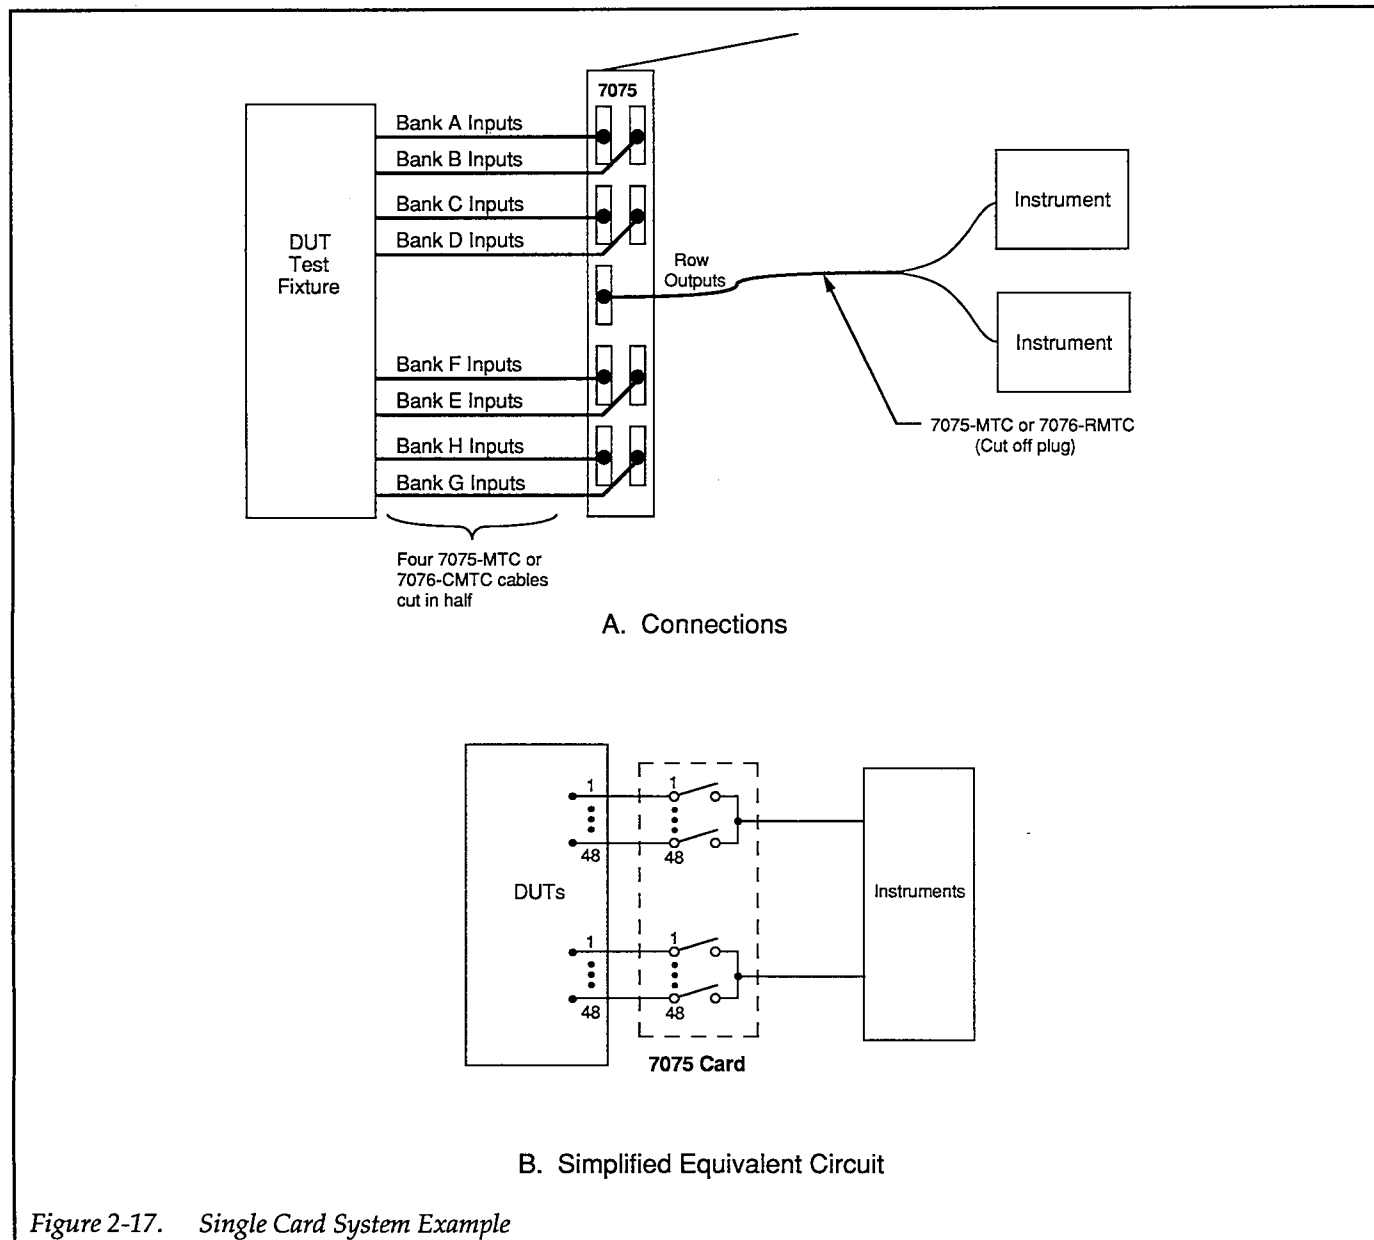 7075
Bank A Inputs
Bank B Inputs
Bank C Inputs
Bank D Inputs
DUT
Test
Fixture
Row
Outputs
Instrument
Instrument
Bank F Inputs
Bank E Inputs
Bank H Inputs
Bank G Inputs
7075-MTC or 7076-RMTC
(Cut off plug)
Four 7075-MTC or
7076-CMTC cables
cut in half
A. Connections
1
1
48
48
DUTs
Instruments
1
1
48
48
7075 Card
B. Simplified Equivalent Circuit
Figure 2-17. Single Card System Example